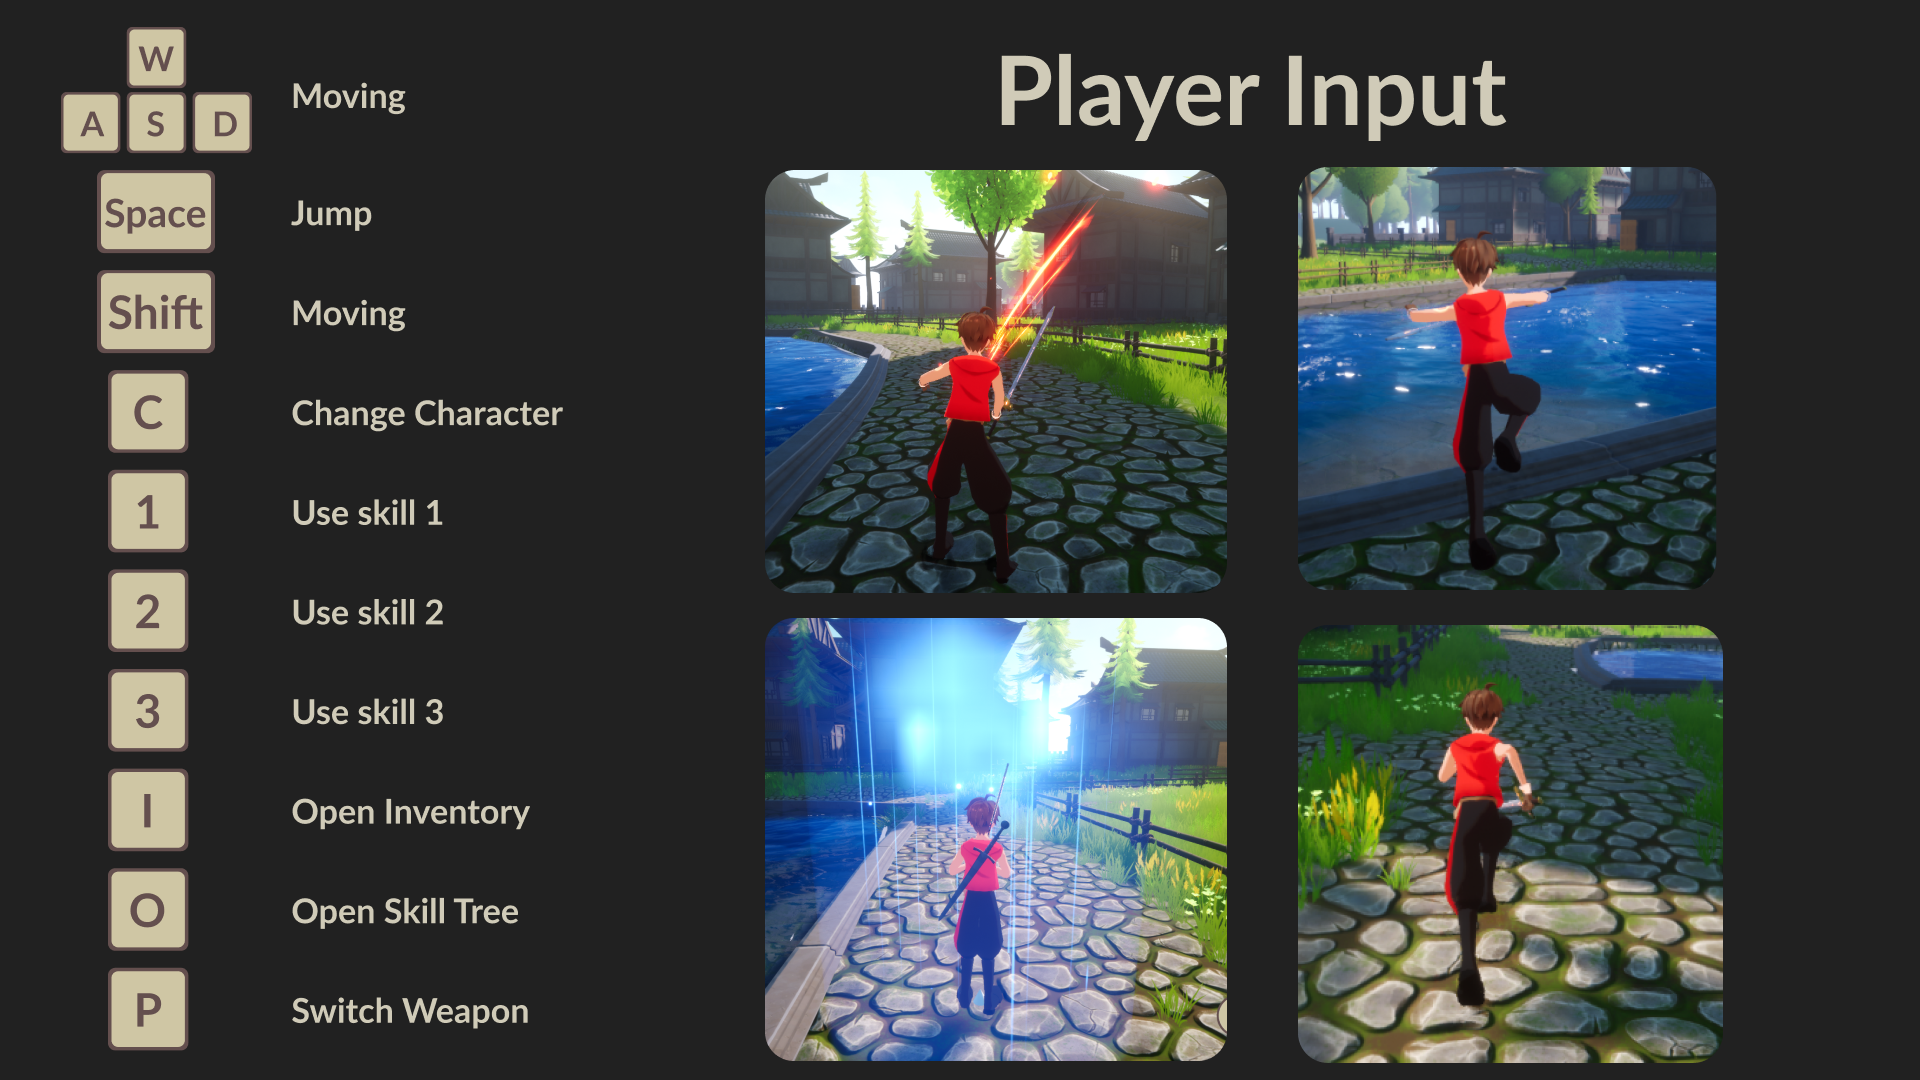 Player Input
W
A S D
Moving
Space
Jump
Shift
Moving
C
Change Character
1
Use skill 1
2
Use skill 2
3
Use skill 3
I
Open Inventory
O
Open Skill Tree
P
Switch Weapon